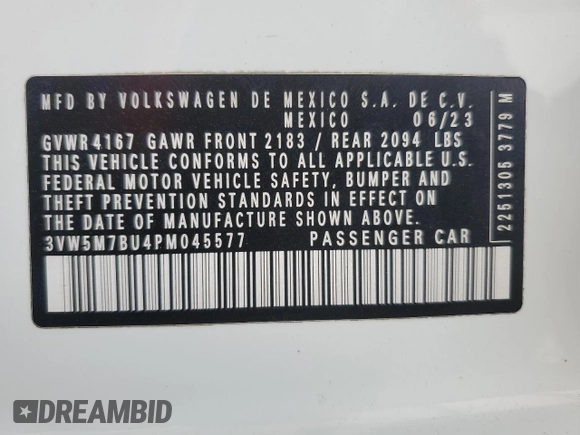 MFD BY VOLKSWAGEN DE MEXICO S.A. DE C.V.
MEXICO 06/23
GVWR 4167 GAWR FRONT 2183 / REAR 2094 LBS
THIS VEHICLE CONFORMS TO ALL APPLICABLE U.S.
FEDERAL MOTOR VEHICLE SAFETY, BUMPER AND
THEFT PREVENTION STANDARDS IN EFFECT ON
THE DATE OF MANUFACTURE SHOWN ABOVE.
3VW5M7BU4PM045577 PASSENGER CAR
2251305 3779 M
DREAMBID